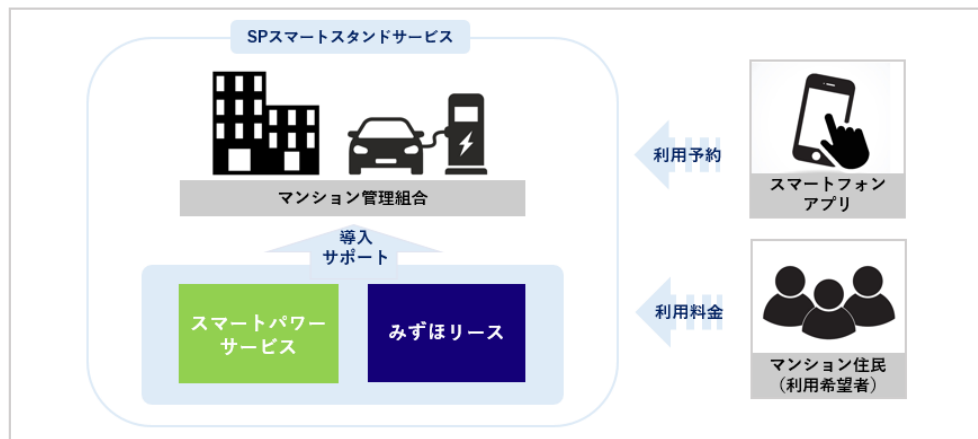 SPスマートスタンドサービス
マンション管理組合
導入
サポート
スマートパワー
サービス
みずほリース
利用予約
スマートフォン
アプリ
利用料金
マンション住民
（利用希望者）